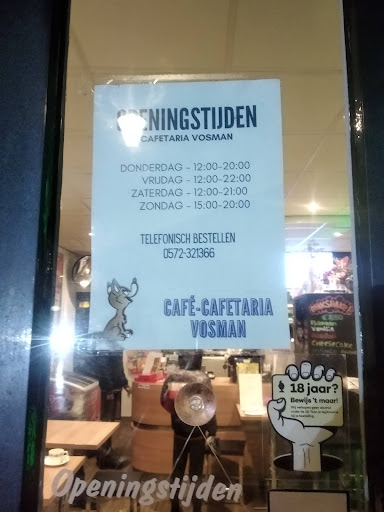 OPENINGSTIJDEN
CAFETARIA VOSMAN
DONDERDAG - 12:00-20:00
VRIJDAG - 12:00-22:00
ZATERDAG - 12:00-21:00
ZONDAG - 15:00-20:00
TELEFONISCH BESTELLEN
0572-321366
CAFÉ-CAFETARIA
VOSMAN
18 jaar?
Bewijs 't maar!
CHEESECAKE
Openingstijden